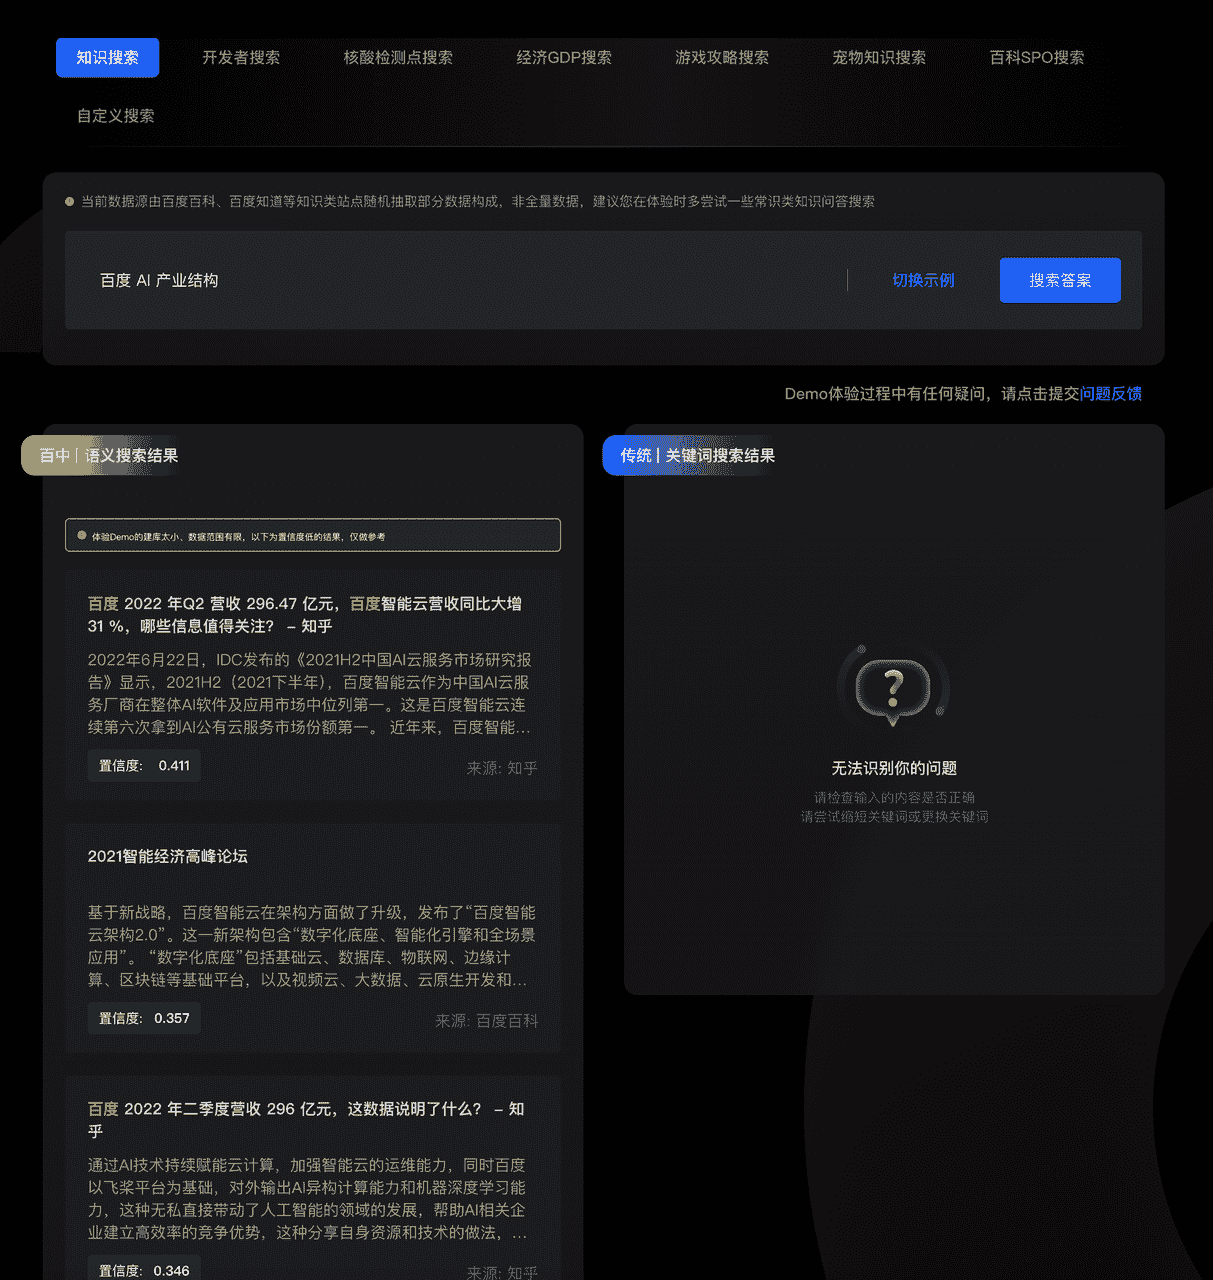 知识搜索
开发者搜索
核酸检测点搜索
经济GDP搜索
游戏攻略搜索
宠物知识搜索
百科SPO搜索
自定义搜索
当前数据源由百度百科、百度知道等知识类站点随机抽取部分数据构成，非全量数据，建议您在体验时多尝试一些常识类知识问答搜索
百度 AI 产业结构
切换示例
搜索答案
Demo体验过程中有任何疑问，请点击提交问题反馈
百中 | 语义搜索结果
体验Demo的建库太小、数据范围有限，以下为置信度低的结果，仅做参考
百度 2022 年Q2 营收 296.47 亿元，百度智能云营收同比大增
31 %，哪些信息值得关注？ - 知乎
2022年6月22日，IDC发布的《2021H2中国AI云服务市场研究报
告》显示，2021H2（2021下半年），百度智能云作为中国AI云服
务厂商在整体AI软件及应用市场中位列第一。这是百度智能云连
续第六次拿到AI公有云服务市场份额第一。 近年来，百度智能...
置信度： 0.411
来源: 知乎
2021智能经济高峰论坛
基于新战略，百度智能云在架构方面做了升级，发布了“百度智能
云架构2.0”。这一新架构包含“数字化底座、智能化引擎和全场景
应用”。 “数字化底座”包括基础云、数据库、物联网、边缘计
算、区块链等基础平台，以及视频云、大数据、云原生开发和...
置信度： 0.357
来源: 百度百科
百度 2022 年二季度营收 296 亿元，这数据说明了什么？ - 知
乎
通过AI技术持续赋能云计算，加强智能云的运维能力，同时百度
以飞桨平台为基础，对外输出AI异构计算能力和机器深度学习能
力，这种无私直接带动了人工智能的领域的发展，帮助AI相关企
业建立高效率的竞争优势，这种分享自身资源和技术的做法，...
置信度： 0.346
来源: 知乎
传统 | 关键词搜索结果
无法识别你的问题
请检查输入的内容是否正确
请尝试缩短关键词或更换关键词